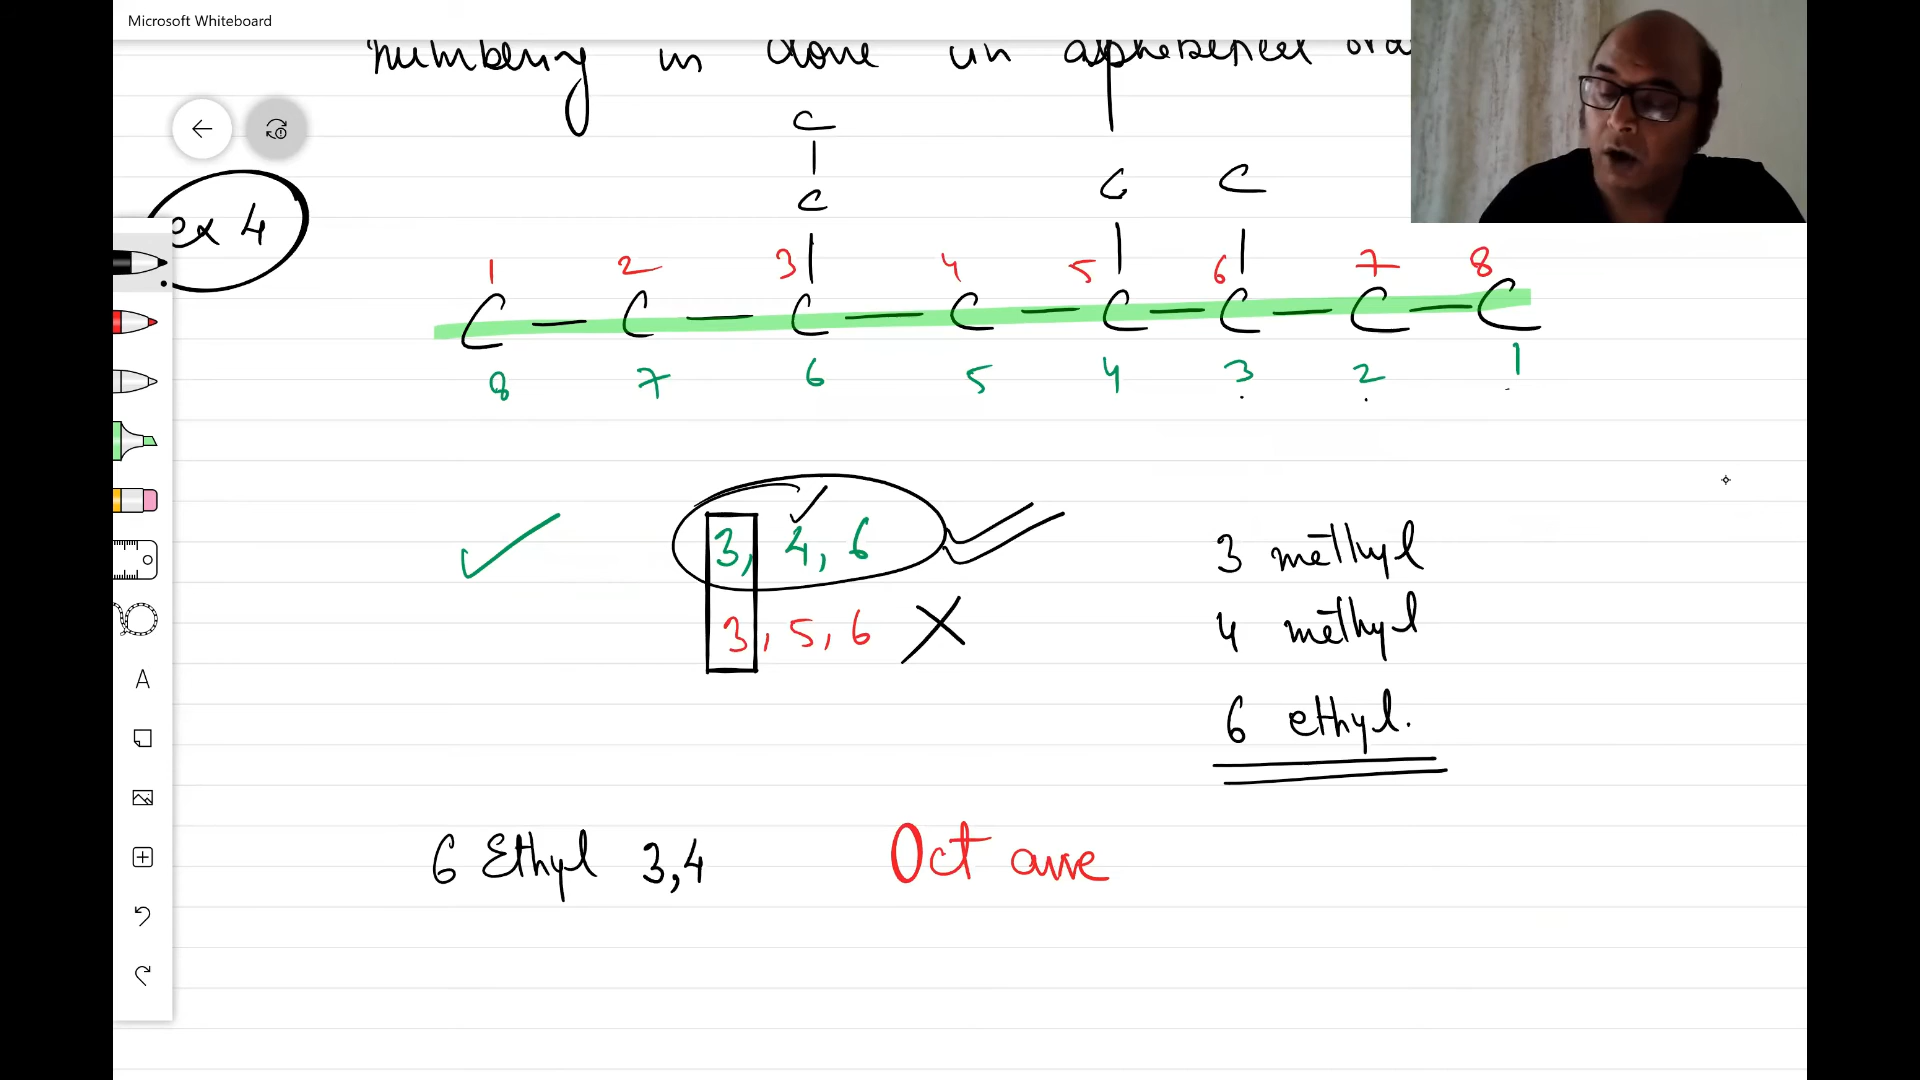 Microsoft Whiteboard
numbering is done in alphabetical
C
C C C
ex 4
1 2 3 4 5 6 7 8
C — C — C — C — C — C — C — C
8 7 6 5 4 3 2 1
3, 4, 6
3 methyl
3, 5, 6
4 methyl
6 ethyl.
6 Ethyl 3,4 Octane
A